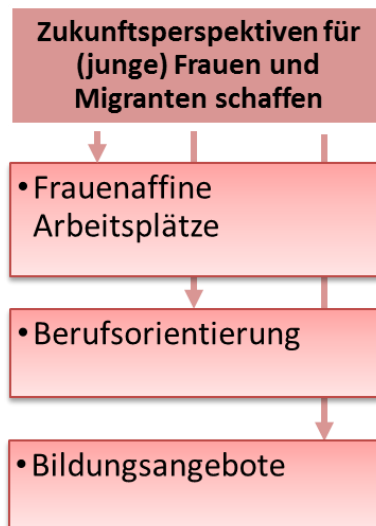 Zukunftsperspektiven für
(junge) Frauen und
Migranten schaffen
• Frauenaffine
Arbeitsplätze
• Berufsorientierung
• Bildungsangebote